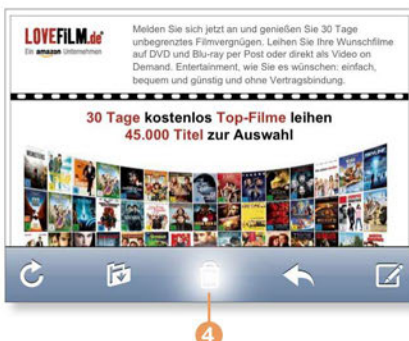 LOVEFiLM.de
Ein amazon Unternehmen
Melden Sie sich jetzt an und genießen Sie 30 Tage
unbegrenztes Filmvergnügen. Leihen Sie Ihre Wunschfilme
auf DVD und Blu-ray per Post oder direkt als Video on
Demand. Entertainment, wie Sie es wünschen: einfach,
bequem und günstig und ohne Vertragsbindung.
30 Tage kostenlos Top-Filme leihen
45.000 Titel zur Auswahl
4